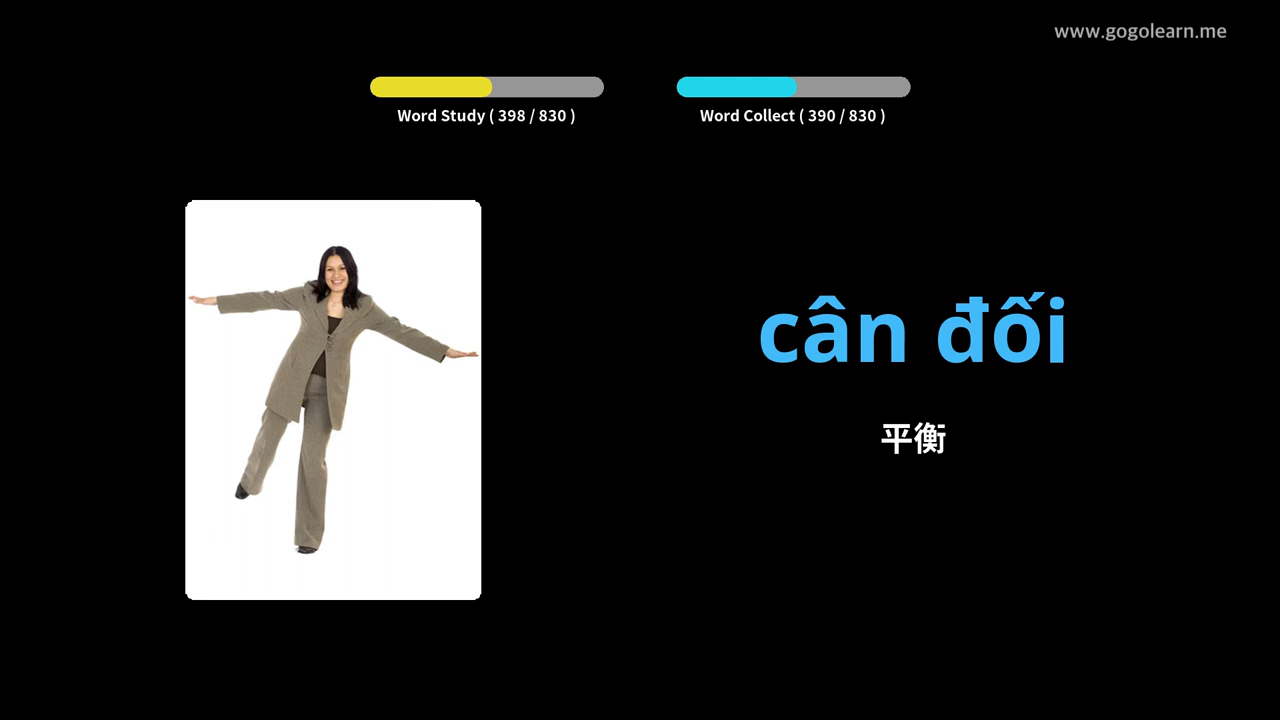 www.gogolearn.me
Word Study ( 398 / 830 )
Word Collect ( 390 / 830 )
cân đối
平衡